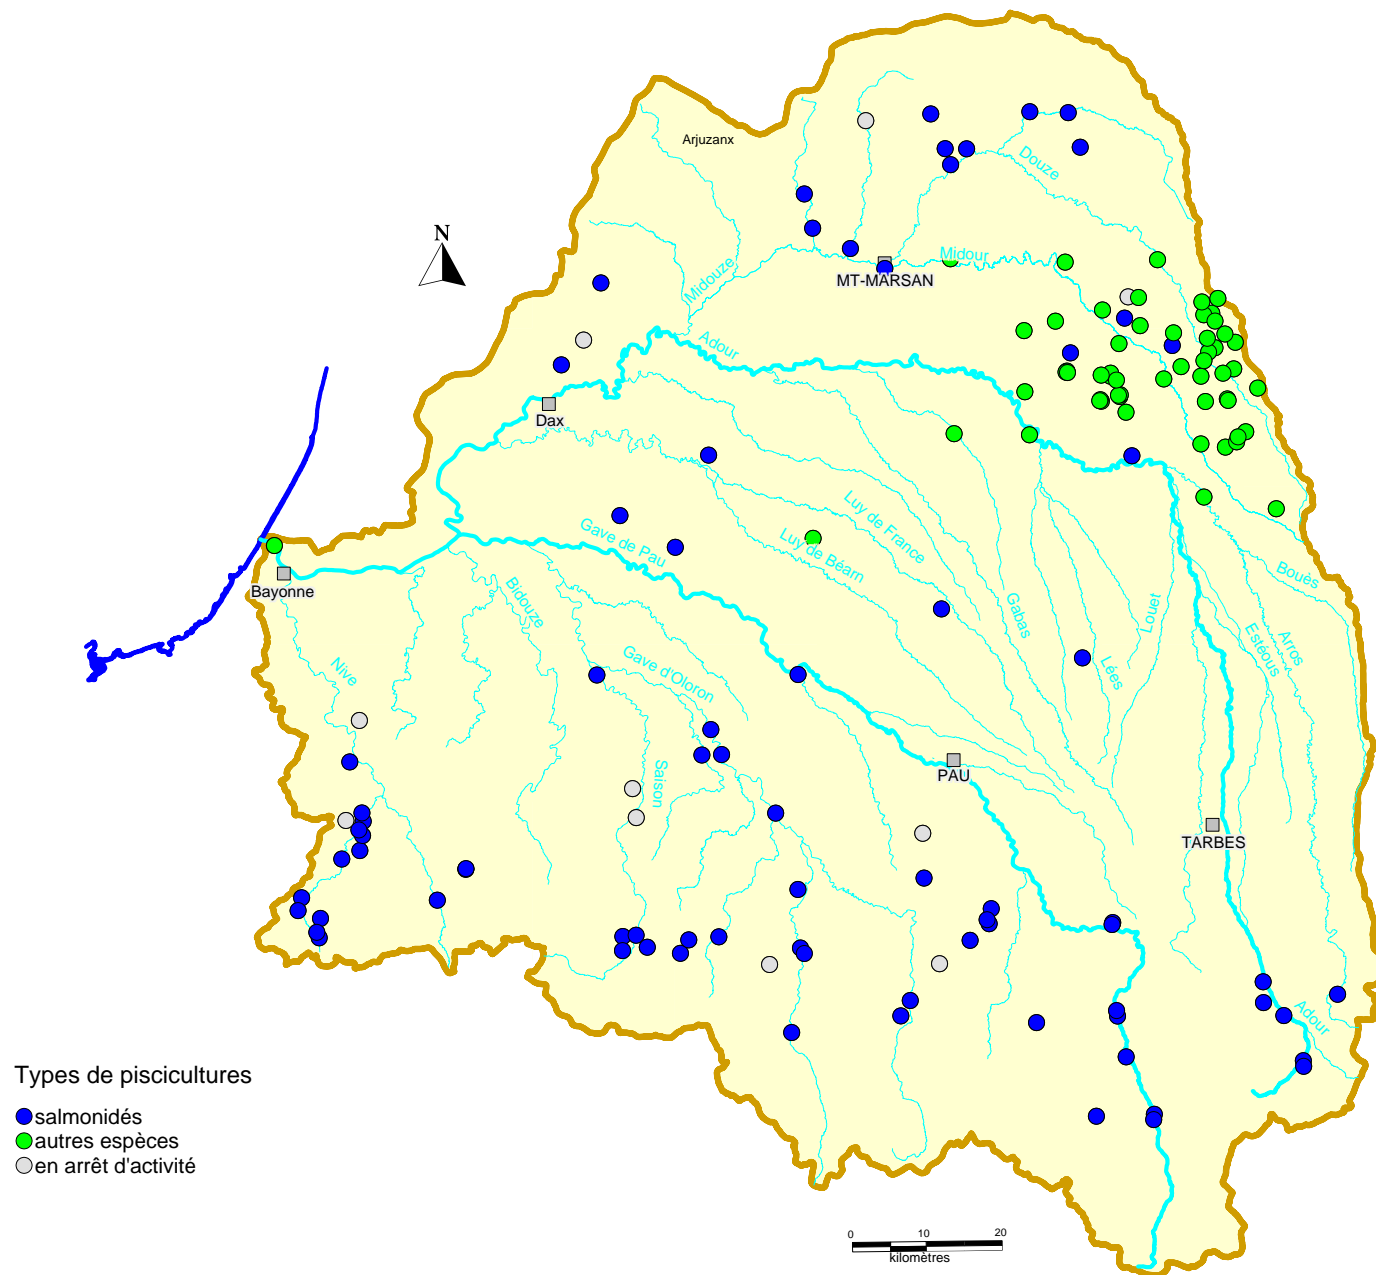 Arjuzanx
Douze
N
Midour
MT-MARSAN
Midouze
Adour
Dax
Luy de France
Gave de Pau
Luy de Béarn
Bouès
Bayonne
Bidouze
Gabas
Louet
Estéous
Arros
Nive
Gave d'Oloron
Lées
Saison
PAU
TARBES
Adour
Types de piscicultures
salmonidés
autres espèces
en arrêt d'activité
0 10 20
kilomètres